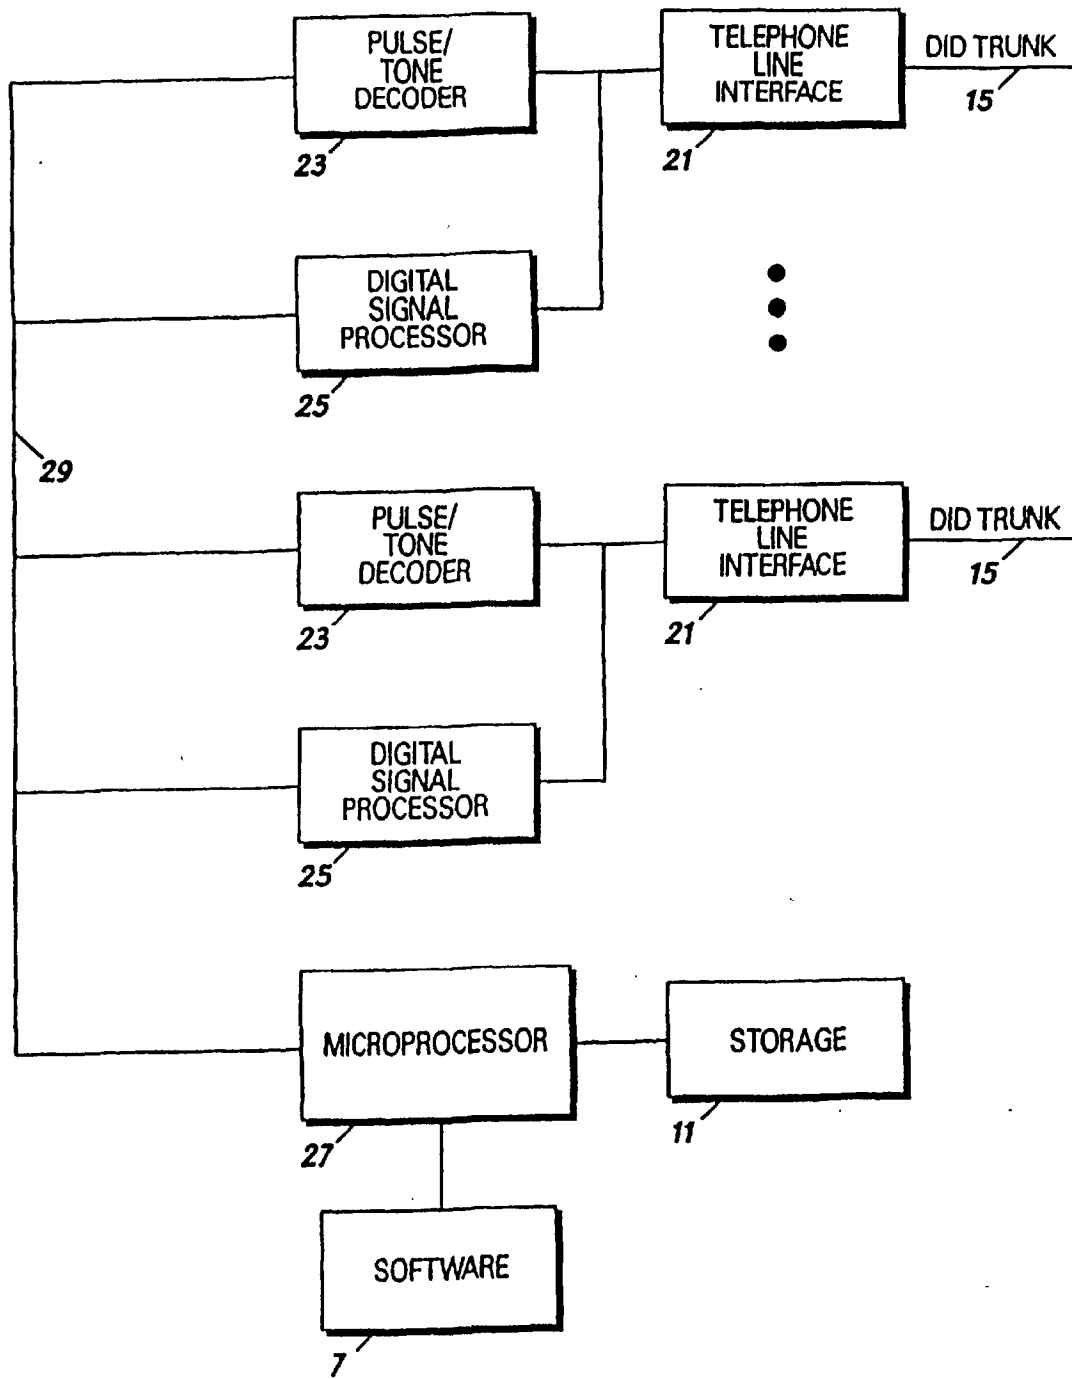 PULSE/
TONE
DECODER
23
TELEPHONE
LINE
INTERFACE
21
DID TRUNK
15
DIGITAL
SIGNAL
PROCESSOR
25
29
PULSE/
TONE
DECODER
23
TELEPHONE
LINE
INTERFACE
21
DID TRUNK
15
DIGITAL
SIGNAL
PROCESSOR
25
MICROPROCESSOR
27
STORAGE
11
SOFTWARE
7